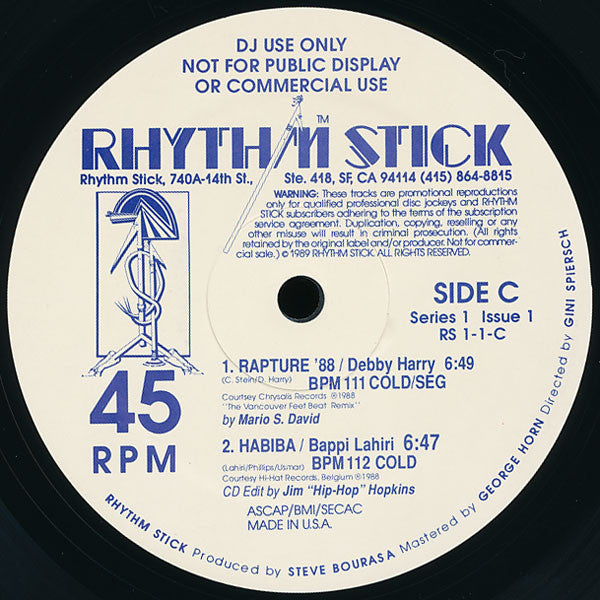 DJ USE ONLY
NOT FOR PUBLIC DISPLAY
OR COMMERCIAL USE
RHYTHM STICK™
Rhythm Stick, 740A-14th St., Ste. 418, SF, CA 94114 (415) 864-8815
WARNING: These tracks are promotional reproductions
only for qualified professional disc jockeys and RHYTHM
STICK subscribers adhering to the terms of the subscription
service agreement. Duplication, copying, reselling or any
other misuse will result in criminal prosecution. (All rights
retained by the original label and/or producer. Not for commer-
cial sale.) © 1989 RHYTHM STICK. ALL RIGHTS RESERVED.
SIDE C
Series 1 Issue 1
RS 1-1-C
45
RPM
1. RAPTURE '88 / Debby Harry 6:49
(C. Stein/D. Harry) BPM 111 COLD/SEG
Courtsey Chrysalis Records ℗1988
"The Vancouver Feet Beat Remix"
by Mario S. David
2. HABIBA / Bappi Lahiri 6:47
(Lahiri/Phillips/Usmar) BPM 112 COLD
Courtesy Hi-Hat Records, Belgium ℗1988
CD Edit by Jim "Hip-Hop" Hopkins
ASCAP/BMI/SECAC
MADE IN U.S.A.
RHYTHM STICK Produced by STEVE BOURASA Mastered by GEORGE HORN Directed by GINI SPIERSCH